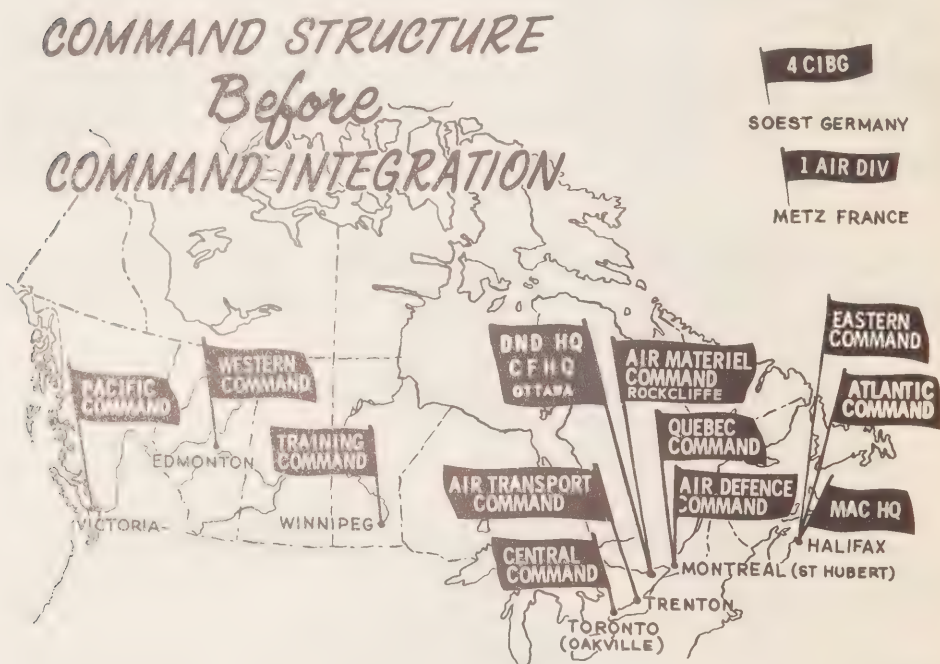 COMMAND STRUCTURE
Before
COMMAND INTEGRATION
4 CIBG
SOEST GERMANY
1 AIR DIV
METZ FRANCE
PACIFIC
COMMAND
VICTORIA
WESTERN
COMMAND
EDMONTON
TRAINING
COMMAND
WINNIPEG
DND HQ
CFHQ
OTTAWA
AIR TRANSPORT
COMMAND
CENTRAL
COMMAND
AIR MATERIEL
COMMAND
ROCKCLIFFE
QUEBEC
COMMAND
AIR DEFENCE
COMMAND
EASTERN
COMMAND
ATLANTIC
COMMAND
MAC HQ
HALIFAX
MONTREAL (ST HUBERT)
TRENTON
TORONTO
(OAKVILLE)